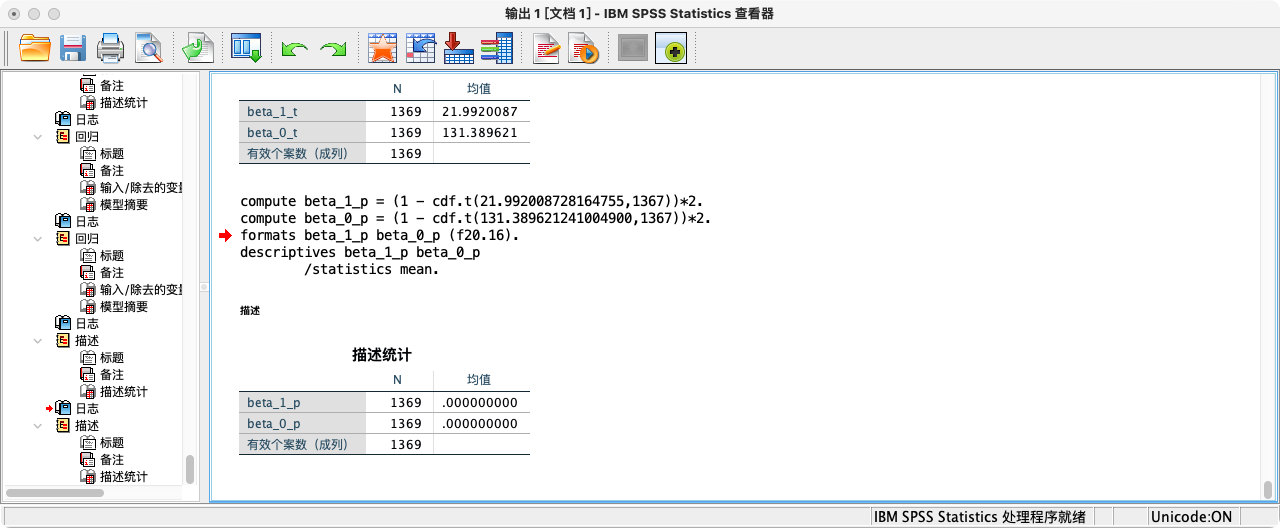 输出 1 [文档 1] - IBM SPSS Statistics 查看器
备注
描述统计
日志
回归
标题
备注
输入/除去的变量
模型摘要
日志
回归
标题
备注
输入/除去的变量
模型摘要
日志
描述
标题
备注
描述统计
日志
描述
标题
备注
描述统计
N 均值
beta_1_t 1369 21.9920087
beta_0_t 1369 131.389621
有效个案数（成列） 1369
compute beta_1_p = (1 - cdf.t(21.992008728164755,1367))*2.
compute beta_0_p = (1 - cdf.t(131.389621241004900,1367))*2.
formats beta_1_p beta_0_p (f20.16).
descriptives beta_1_p beta_0_p
/statistics mean.
描述
描述统计
N 均值
beta_1_p 1369 .000000000
beta_0_p 1369 .000000000
有效个案数（成列） 1369
IBM SPSS Statistics 处理程序就绪
Unicode:ON